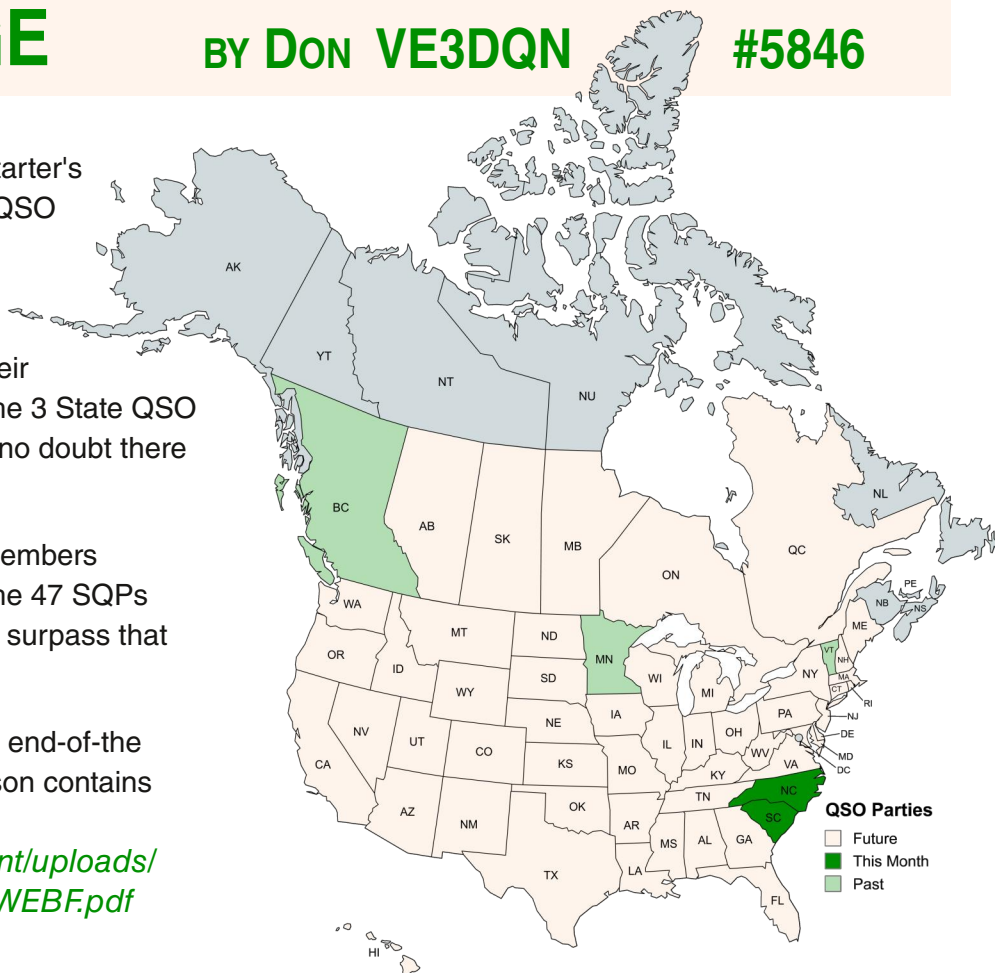 GE BY DON VE3DQN #5846
tarter's
QSO
eir
he 3 State QSO
no doubt there
embers
he 47 SQPs
surpass that
end-of-the
son contains
nt/uploads/
WEBF.pdf
AK
YT
NT
NU
BC
AB
SK
MB
ON
QC
NL
PE
NB
NS
WA
MT
ND
MN
ME
VT
NH
OR
ID
WY
SD
WI
MI
NY
MA
CT
RI
NV
UT
CO
NE
IA
IL
IN
OH
PA
NJ
DE
MD
DC
CA
KS
MO
KY
WV
VA
AZ
NM
OK
AR
TN
NC
SC
TX
LA
MS
AL
GA
FL
HI
QSO Parties
Future
This Month
Past